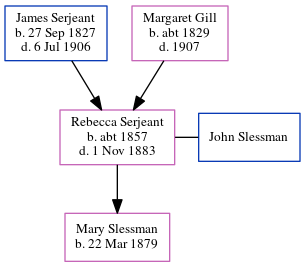 James Serjeant
b. 27 Sep 1827
d. 6 Jul 1906
Margaret Gill
b. abt 1829
d. 1907
Rebecca Serjeant
b. abt 1857
d. 1 Nov 1883
John Slessman
Mary Slessman
b. 22 Mar 1879